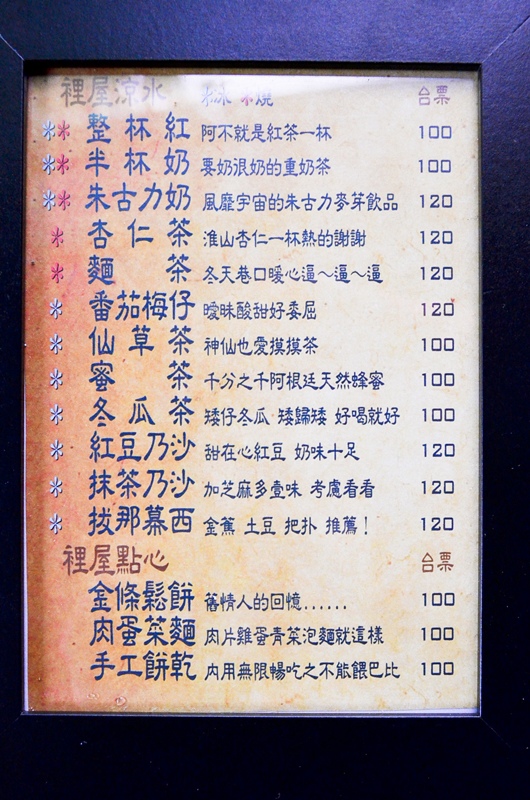 裡屋涼水 *冰 *燒 台票
** 整杯紅 阿不就是紅茶一杯 100
** 半杯奶 要奶很奶的重奶茶 100
** 朱古力奶 風靡宇宙的朱古力麥芽飲品 120
* 杏仁茶 淮山杏仁一杯熱的謝謝 120
* 麵茶 冬天巷口暖心逼～逼～逼 120
* 番茄梅仔 曖昧酸甜好委屈 120
* 仙草茶 神仙也愛摸摸茶 100
* 蜜茶 千分之千阿根廷天然蜂蜜 100
* 冬瓜茶 矮仔冬瓜 矮歸矮 好喝就好 100
* 紅豆乃沙 甜在心紅豆 奶味十足 120
* 抹茶乃沙 加芝麻多壹味 考慮看看 120
* 拔那慕西 金蕉 土豆 把扑 推薦！ 120
裡屋點心 台票
金條鬆餅 舊情人的回憶...... 100
肉蛋菜麵 肉片雞蛋青菜泡麵就這樣 100
手工餅乾 內用無限暢吃之不能餵巴比 100